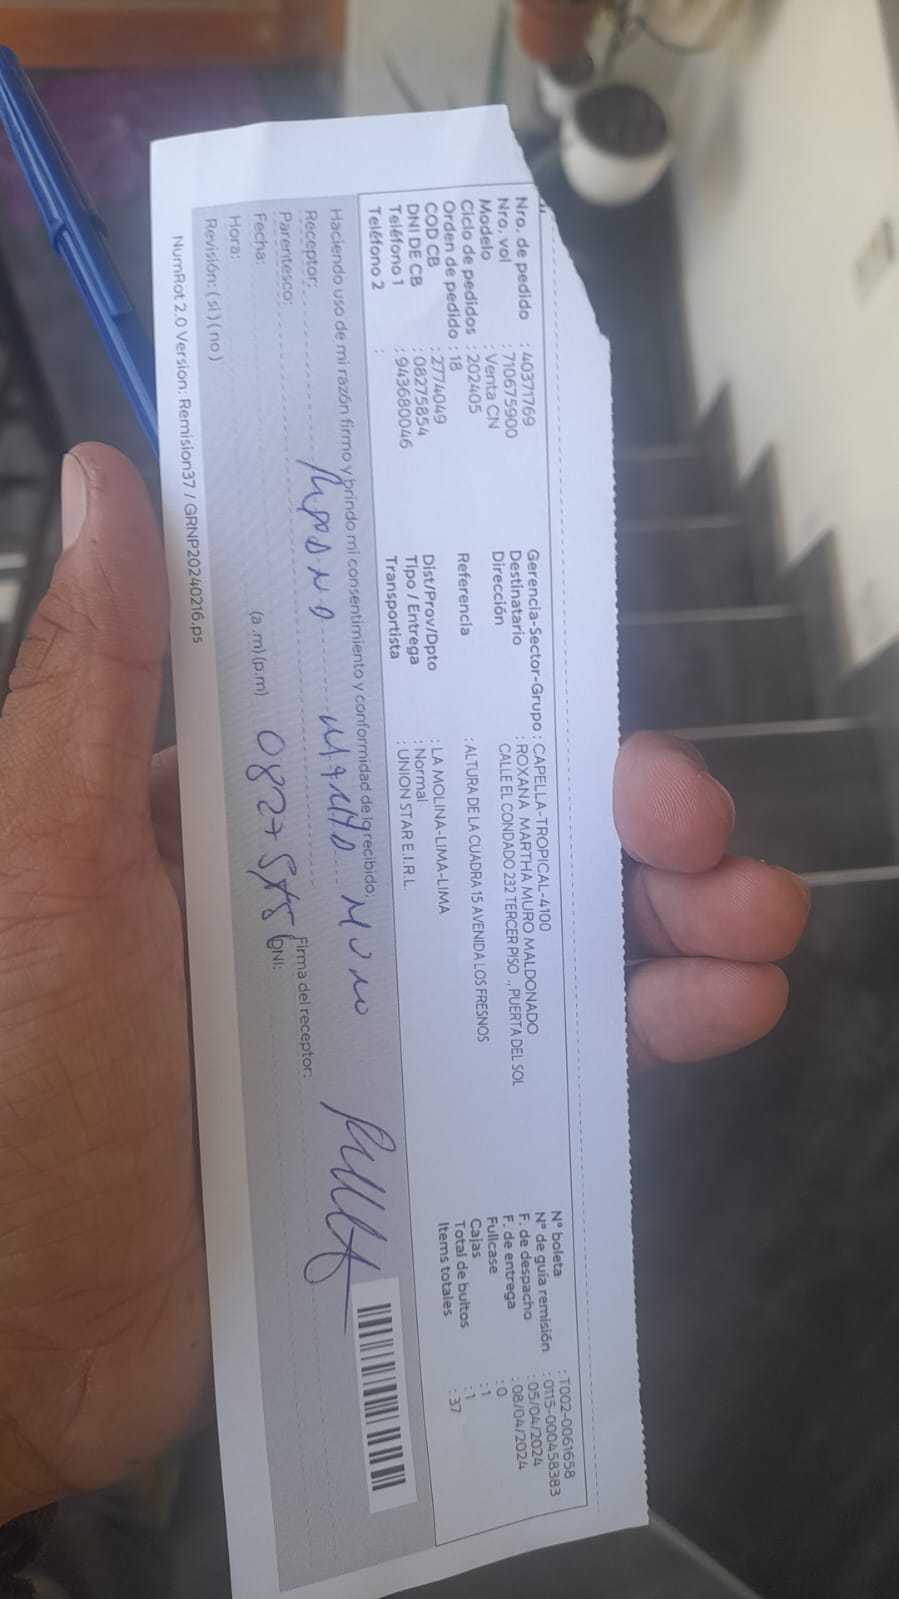 Nro. de pedido : 40371769
Nro. vol : 710675900
Modelo : Venta CN
Ciclo de pedidos : 202405
Orden de pedido : 18
COD CB : 2774049
DNI DE CB : 08275854
Teléfono 1 : 943680046
Teléfono 2 :
Gerencia-Sector-Grupo : CAPELLA-TROPICAL-4100
Destinatario : ROXANA MARTHA MURO MALDONADO
Dirección CALLE EL CONDADO 232 TERCER PISO ., PUERTA DEL SOL
Referencia : ALTURA DE LA CUADRA 15 AVENIDA LOS FRESNOS
Dist/Prov/Dpto : LA MOLINA-LIMA-LIMA
Tipo / Entrega : Normal
Transportista : UNION STAR E.I.R.L
N° boleta : T002-0061658
N° de guía remisión : 0115-000458383
F. de despacho : 05/04/2024
F. de entrega : 08/04/2024
Fullcase : 0
Cajas : 1
Total de bultos : 1
Items totales : 37
Haciendo uso de mi razón firmo y brindo mi consentimiento y conformidad de lo recibido:
Receptor: Muro
Firma del receptor:
Parentesco:
DNI:
Fecha:
Hora: (a.m) (p.m)
Revisión: ( si ) ( no )
NumRot 2.0 Version: Remision37 / GRNP20240216.ps